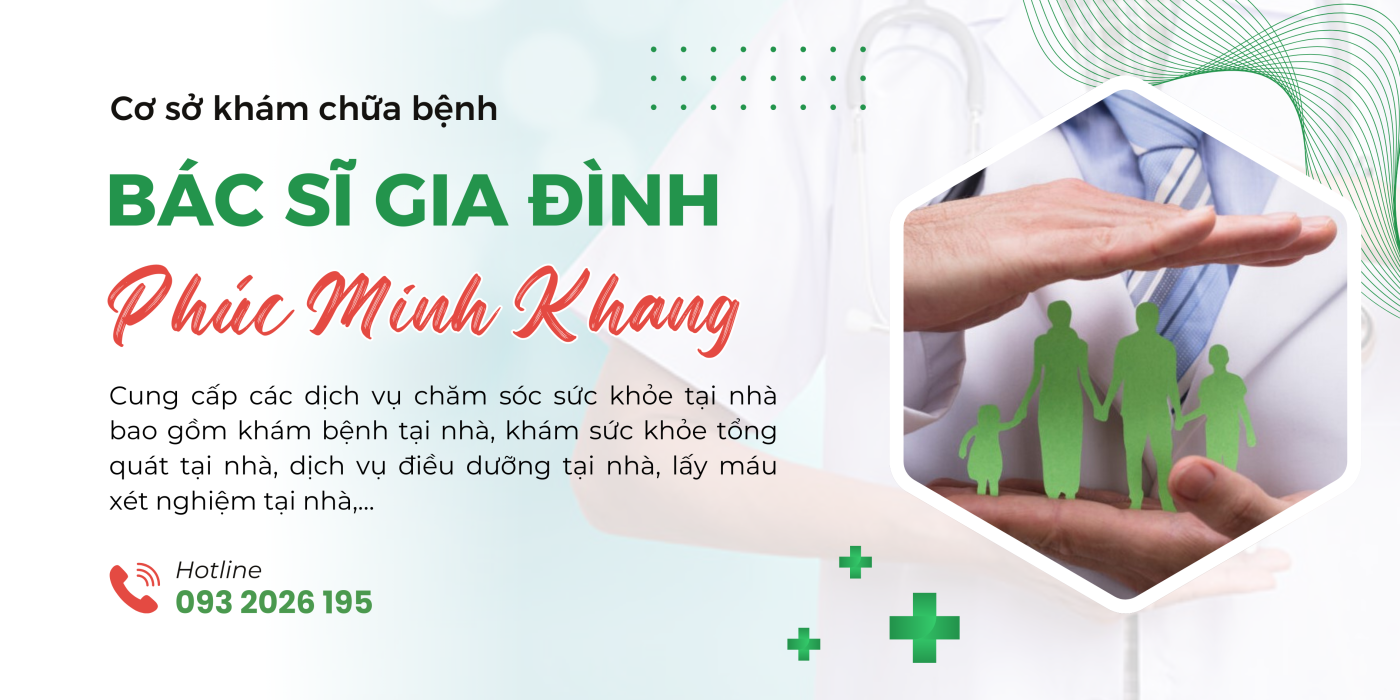 Cơ sở khám chữa bệnh
BÁC SĨ GIA ĐÌNH
Phúc Minh Khang
Cung cấp các dịch vụ chăm sóc sức khỏe tại nhà
bao gồm khám bệnh tại nhà, khám sức khỏe tổng
quát tại nhà, dịch vụ điều dưỡng tại nhà, lấy máu
xét nghiệm tại nhà,...
Hotline
093 2026 195